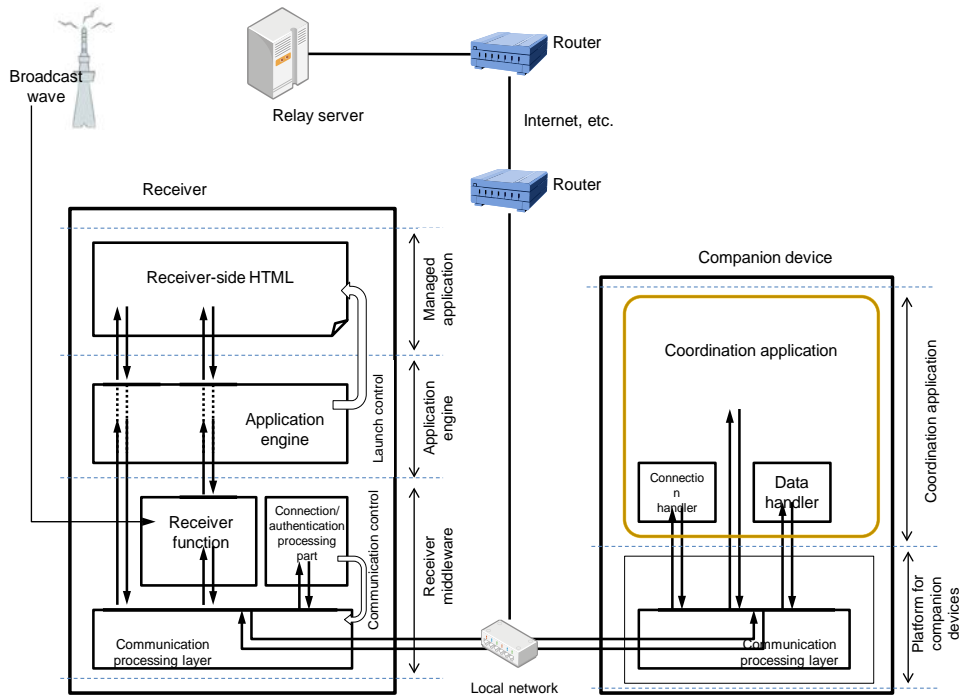 Broadcast
wave
Relay server
Router
Internet, etc.
Router
Receiver
Receiver-side HTML
Managed
application
Launch control
Application
engine
Application
engine
Receiver
function
Connection/
authentication
processing
part
Communication control
Receiver
middleware
Communication
processing layer
Local network
Companion device
Coordination application
Coordination application
Connectio
n
handler
Data
handler
Communication
processing layer
Platform for
companion
devices